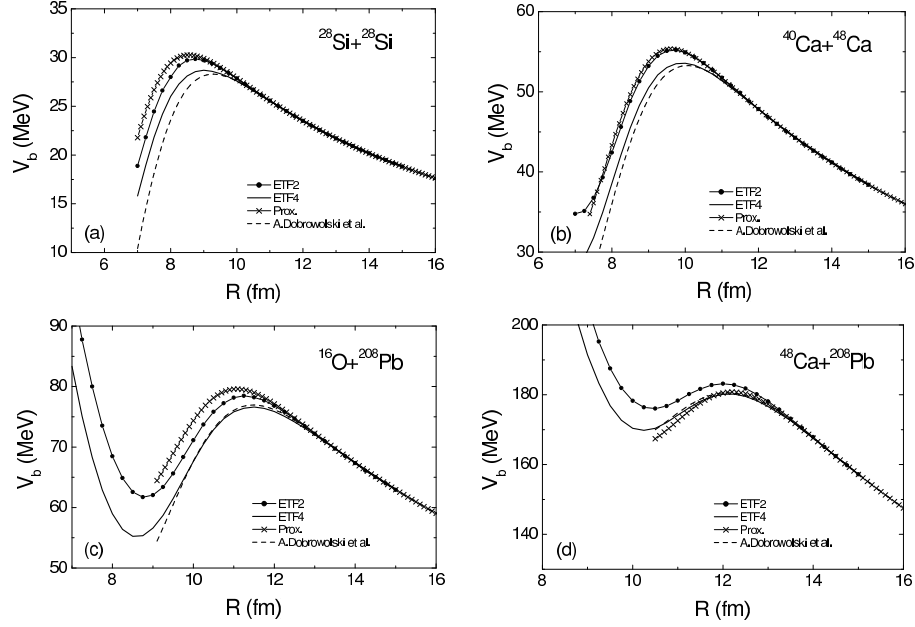 35
30
25
20
15
10
V_b (MeV)
²⁸Si+²⁸Si
ETF2
ETF4
Prox.
A.Dobrowolski et al.
(a)
6 8 10 12 14 16
R (fm)
60
50
40
30
V_b (MeV)
⁴⁰Ca+⁴⁸Ca
ETF2
ETF4
Prox.
A.Dobrowolski et al.
(b)
6 8 10 12 14 16
R (fm)
90
80
70
60
50
V_b (MeV)
¹⁶O+²⁰⁸Pb
ETF2
ETF4
Prox.
A.Dobrowolski et al.
(c)
8 10 12 14 16
R (fm)
200
180
160
140
V_b (MeV)
⁴⁸Ca+²⁰⁸Pb
ETF2
ETF4
Prox.
A.Dobrowolski et al.
(d)
8 10 12 14 16
R (fm)